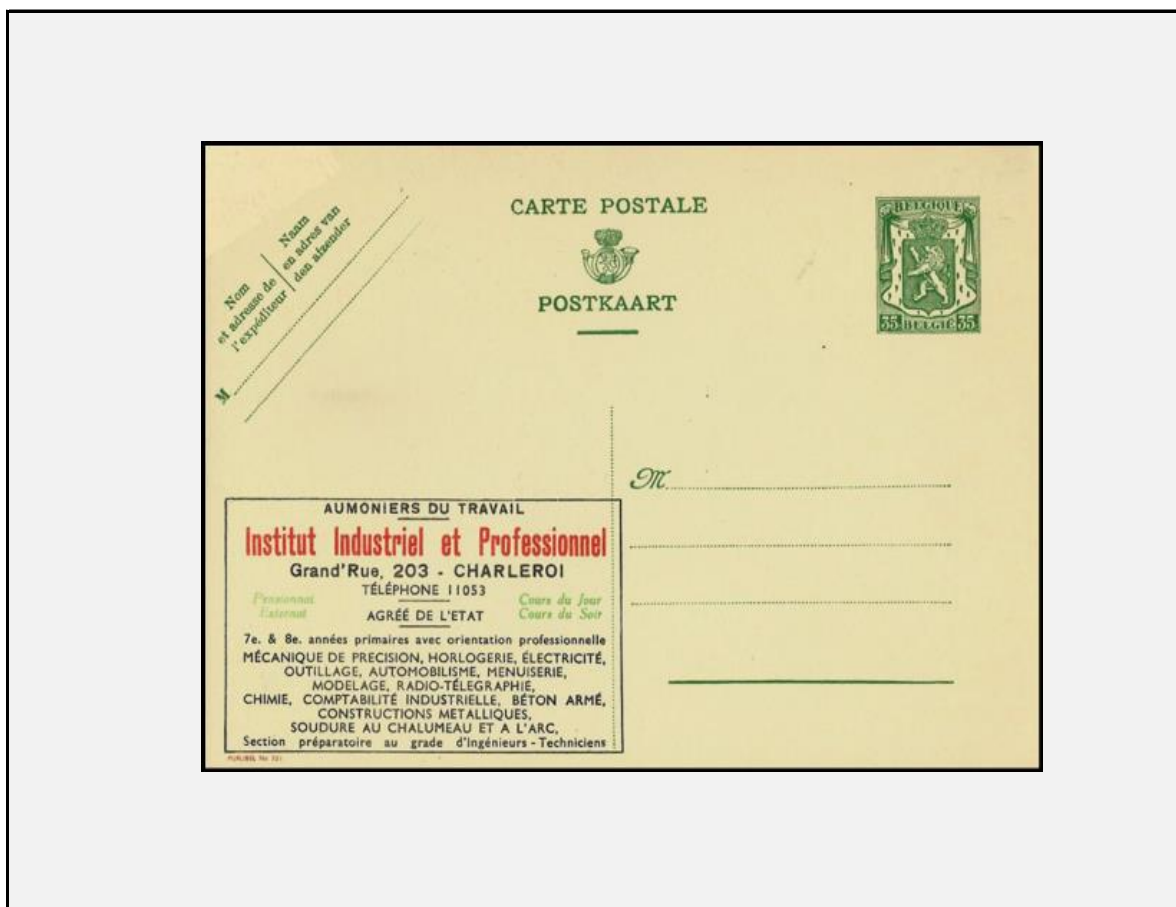 CARTE POSTALE
POSTKAART
BELGIQUE
35 BELGIË 35
Nom
et adresse de
l'expéditeur
Naam
en adres van
den afzender
M
M
AUMONIERS DU TRAVAIL
Institut Industriel et Professionnel
Grand'Rue, 203 - CHARLEROI
TÉLÉPHONE 11053
Pensionnat
Externat
AGRÉÉ DE L'ETAT
Cours du Jour
Cours du Soir
7e. & 8e. années primaires avec orientation professionnelle
MÉCANIQUE DE PRECISION, HORLOGERIE, ÉLECTRICITÉ,
OUTILLAGE, AUTOMOBILISME, MENUISERIE,
MODELAGE, RADIO-TÉLEGRAPHIE,
CHIMIE, COMPTABILITÉ INDUSTRIELLE, BÉTON ARMÉ,
CONSTRUCTIONS METALLIQUES,
SOUDURE AU CHALUMEAU ET A L'ARC,
Section préparatoire au grade d'Ingénieurs - Techniciens